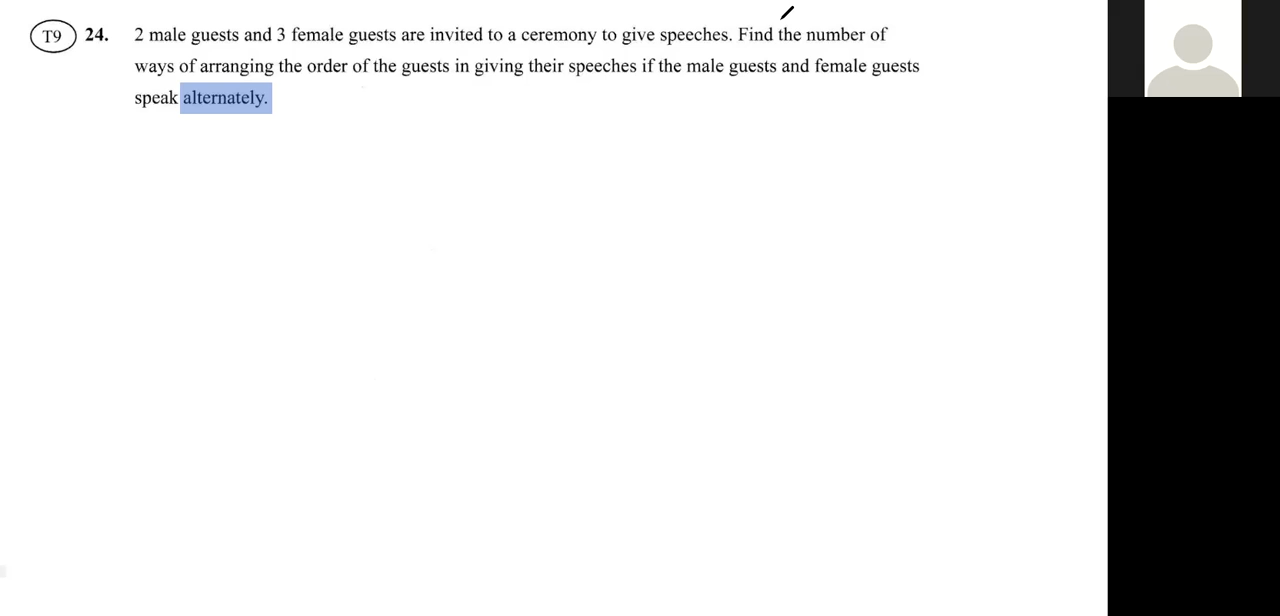 T9 24. 2 male guests and 3 female guests are invited to a ceremony to give speeches. Find the number of
ways of arranging the order of the guests in giving their speeches if the male guests and female guests
speak alternately.